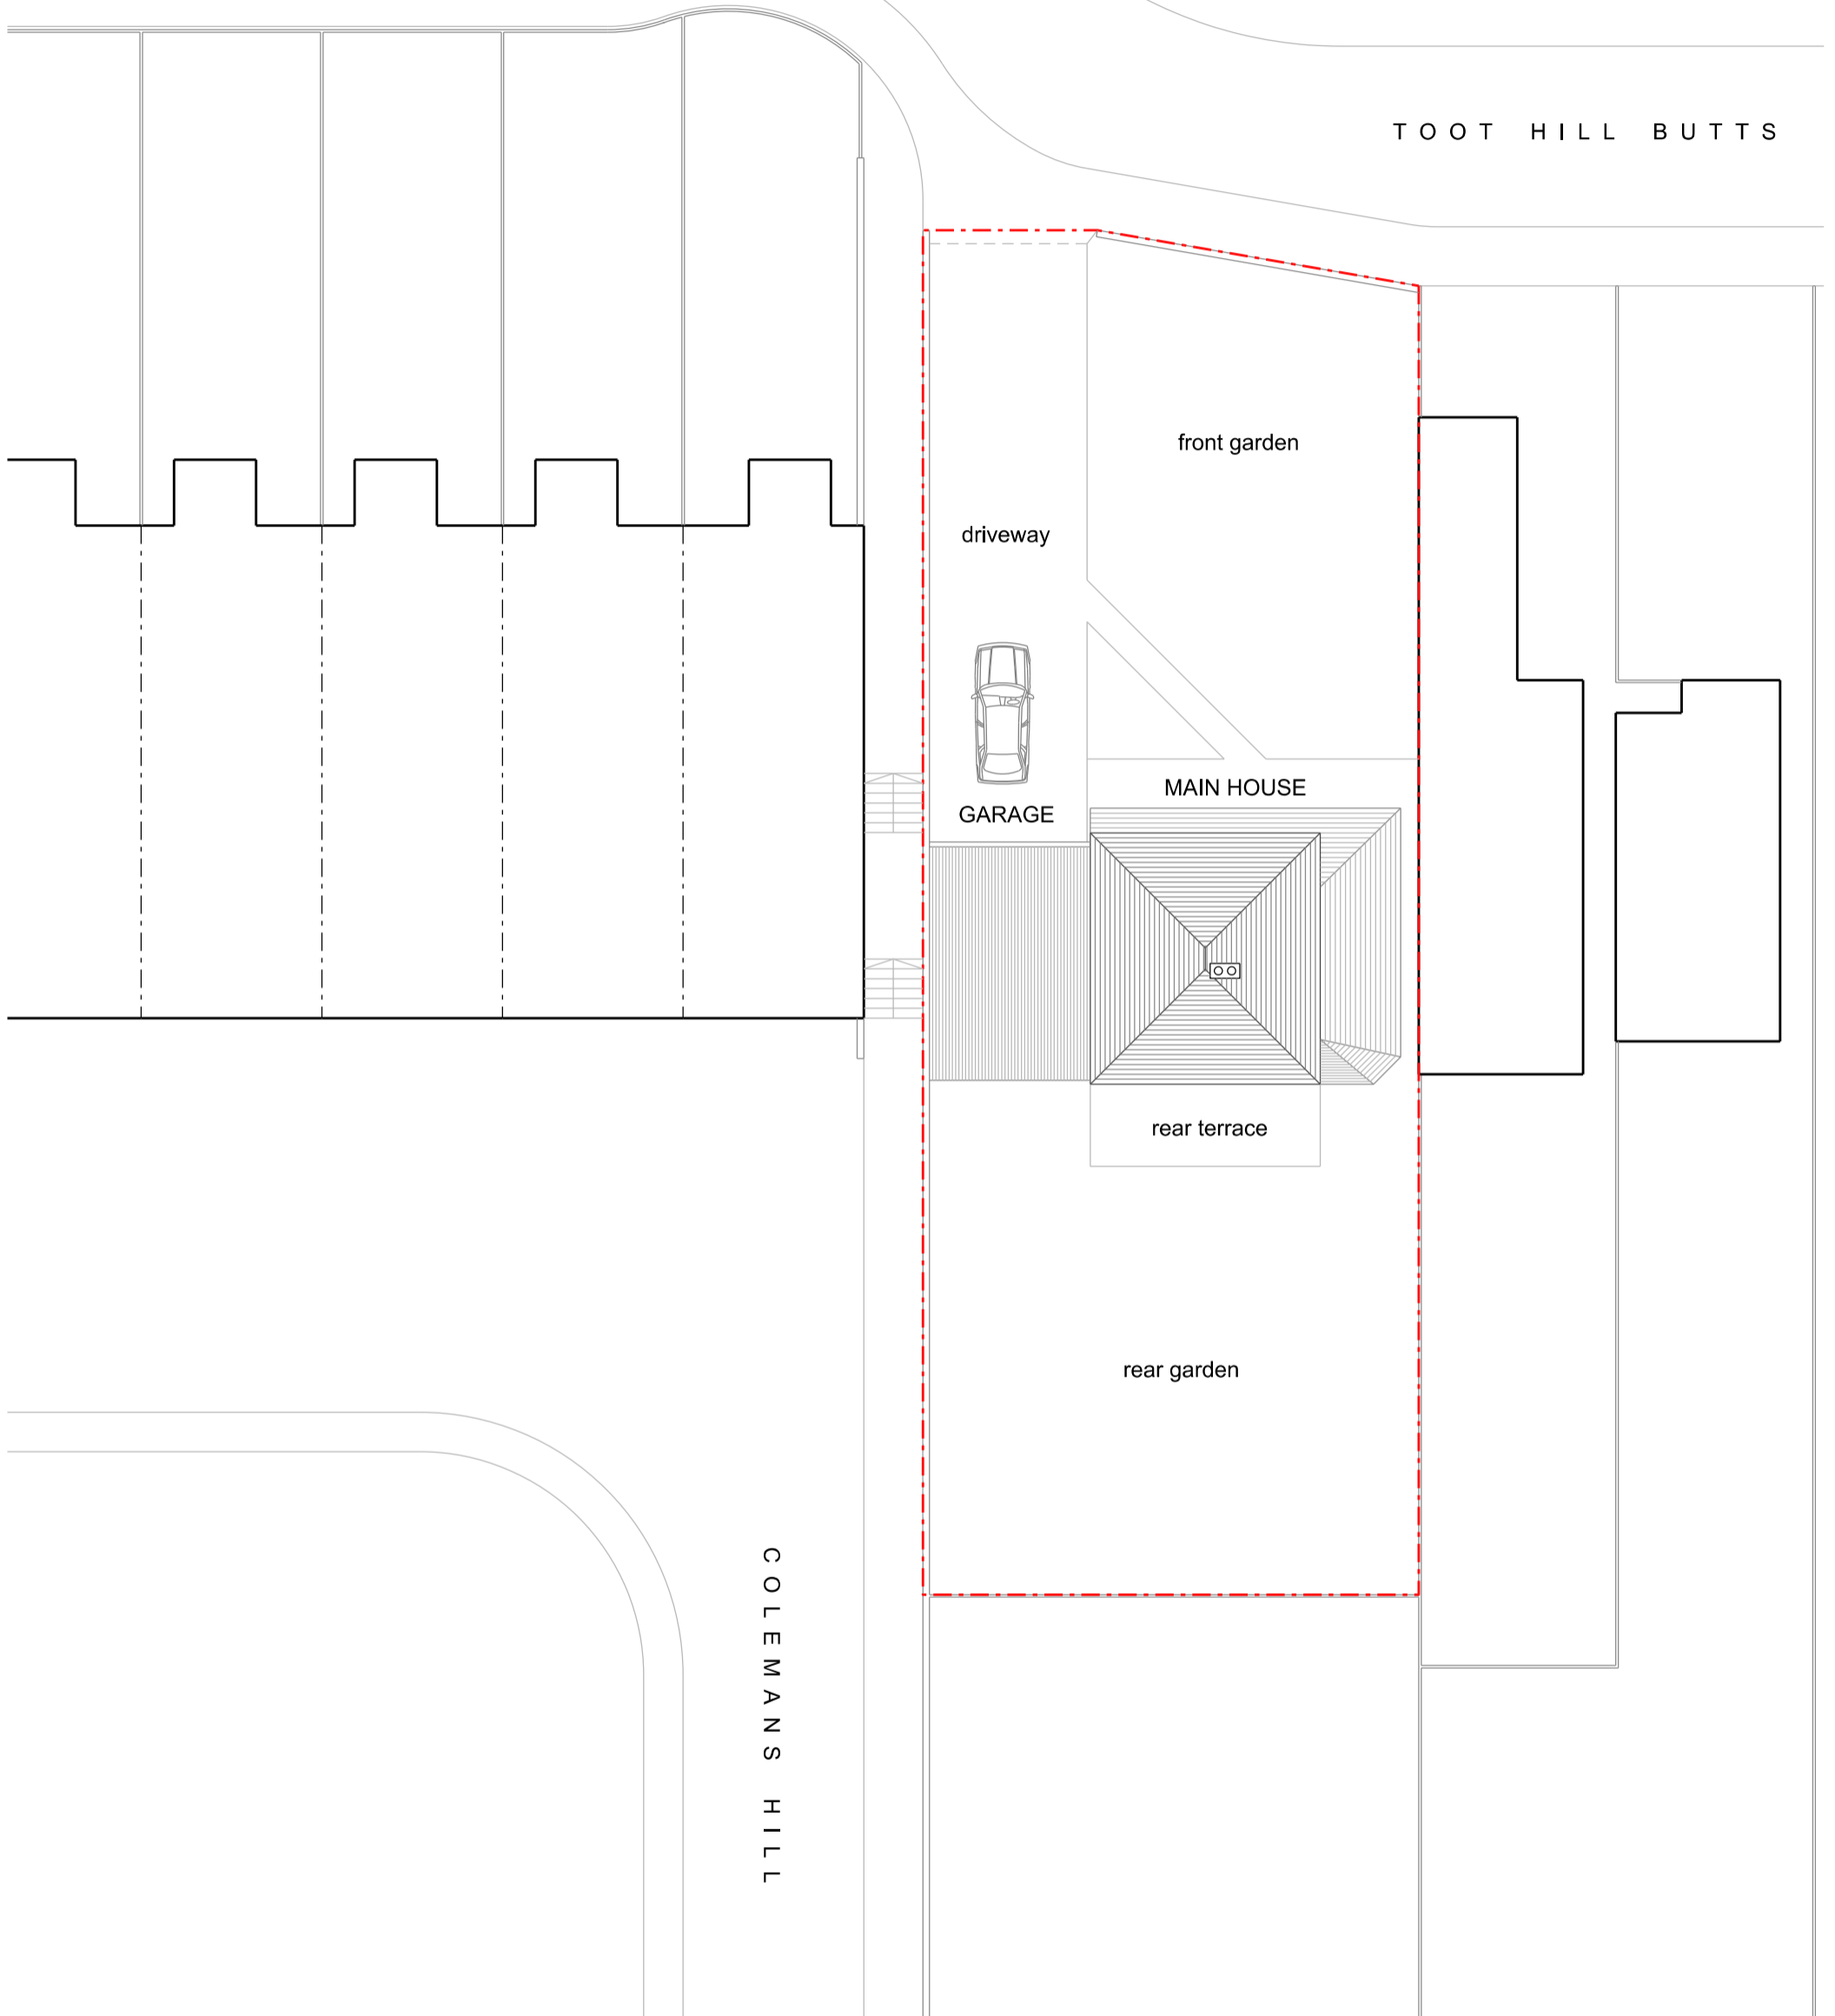 TOOT HILL BUTTS
front garden
driveway
MAIN HOUSE
GARAGE
rear terrace
rear garden
COLEMANS HILL